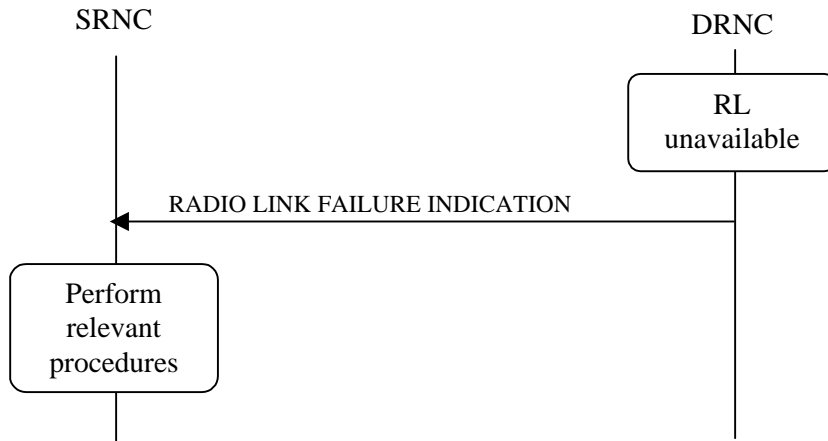 SRNC
DRNC
RL
unavailable
RADIO LINK FAILURE INDICATION
Perform
relevant
procedures